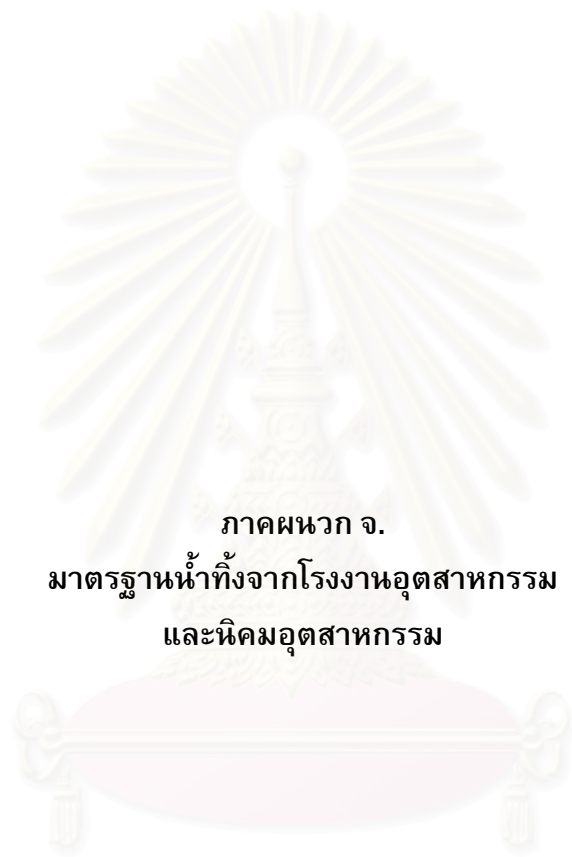 ภาคผนวก จ.
มาตรฐานน้ำทิ้งจากโรงงานอุตสาหกรรม
และนิคมอุตสาหกรรม